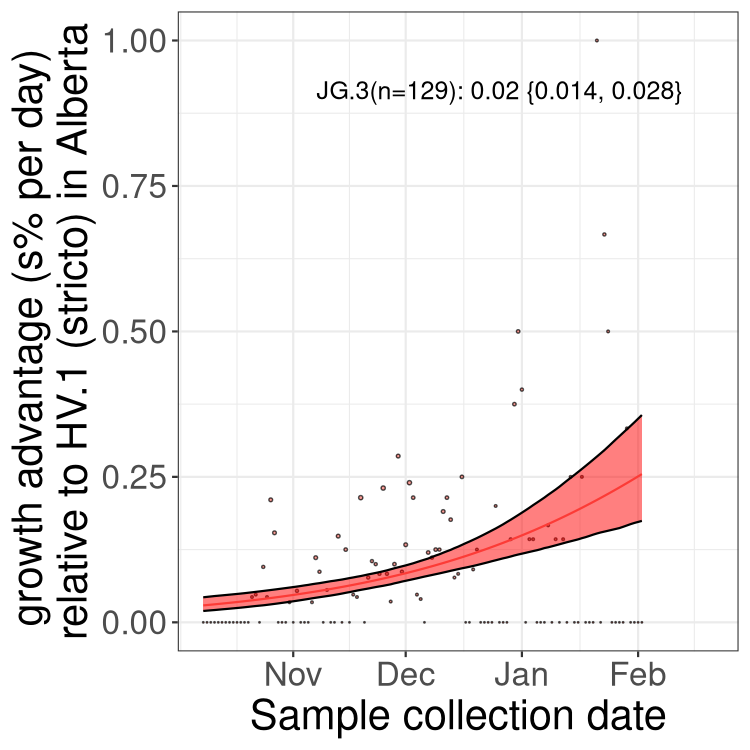 growth advantage (s% per day)
relative to HV.1 (stricto) in Alberta
1.00
0.75
0.50
0.25
0.00
JG.3(n=129): 0.02 {0.014, 0.028}
Nov Dec Jan Feb
Sample collection date